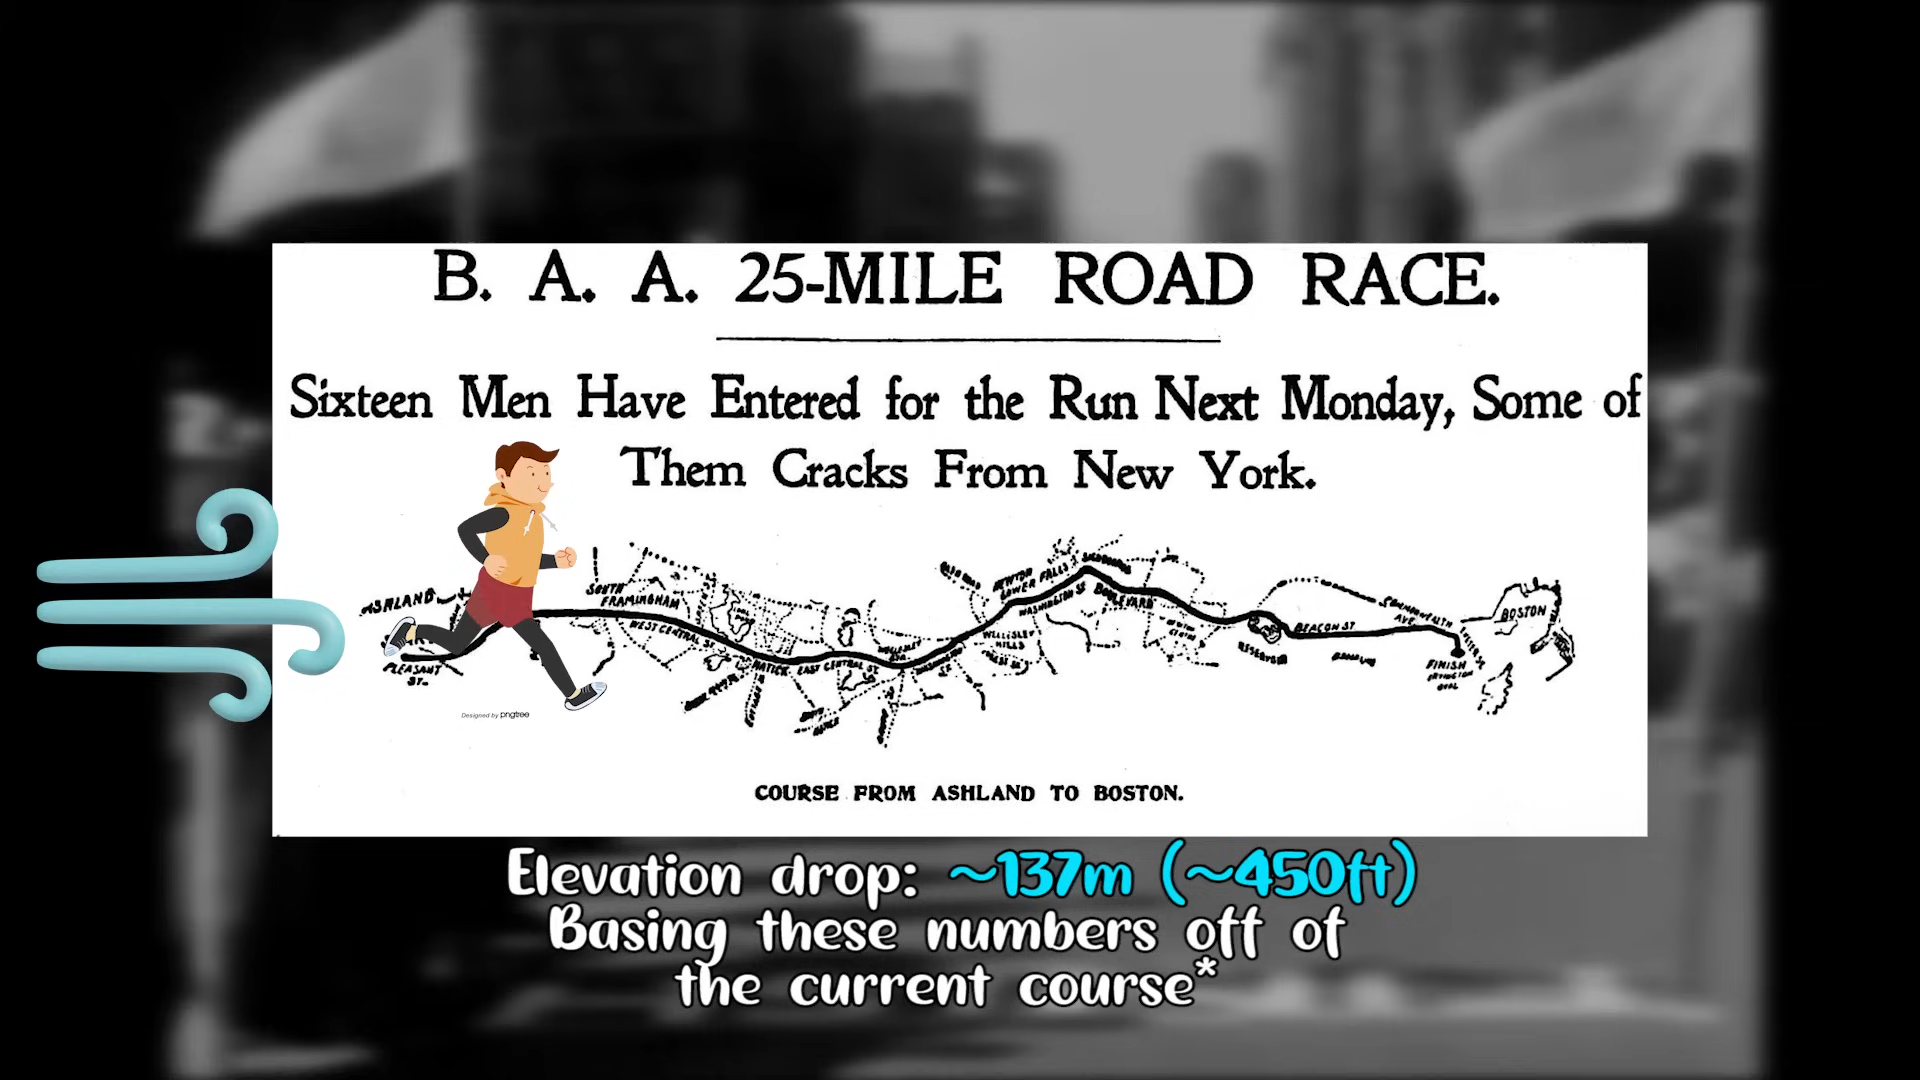 B. A. A. 25-MILE ROAD RACE.
Sixteen Men Have Entered for the Run Next Monday, Some of
Them Cracks From New York.
ASHLAND
PLEASANT
ST.
SOUTH
FRAMINGHAM
WEST CENTRAL ST
NATICK
EAST CENTRAL ST.
WELLESLEY
HILLS
NEWTON
LOWER FALLS
WASHINGTON ST
BOULEVARD
RESERVOIR
BEACON ST
COMMONWEALTH
AVE
BOSTON
FINISH
IRVINGTON
OVAL
Designed by pngtree
COURSE FROM ASHLAND TO BOSTON.
Elevation drop: ~137m (~450ft)
Basing these numbers off of
the current course*